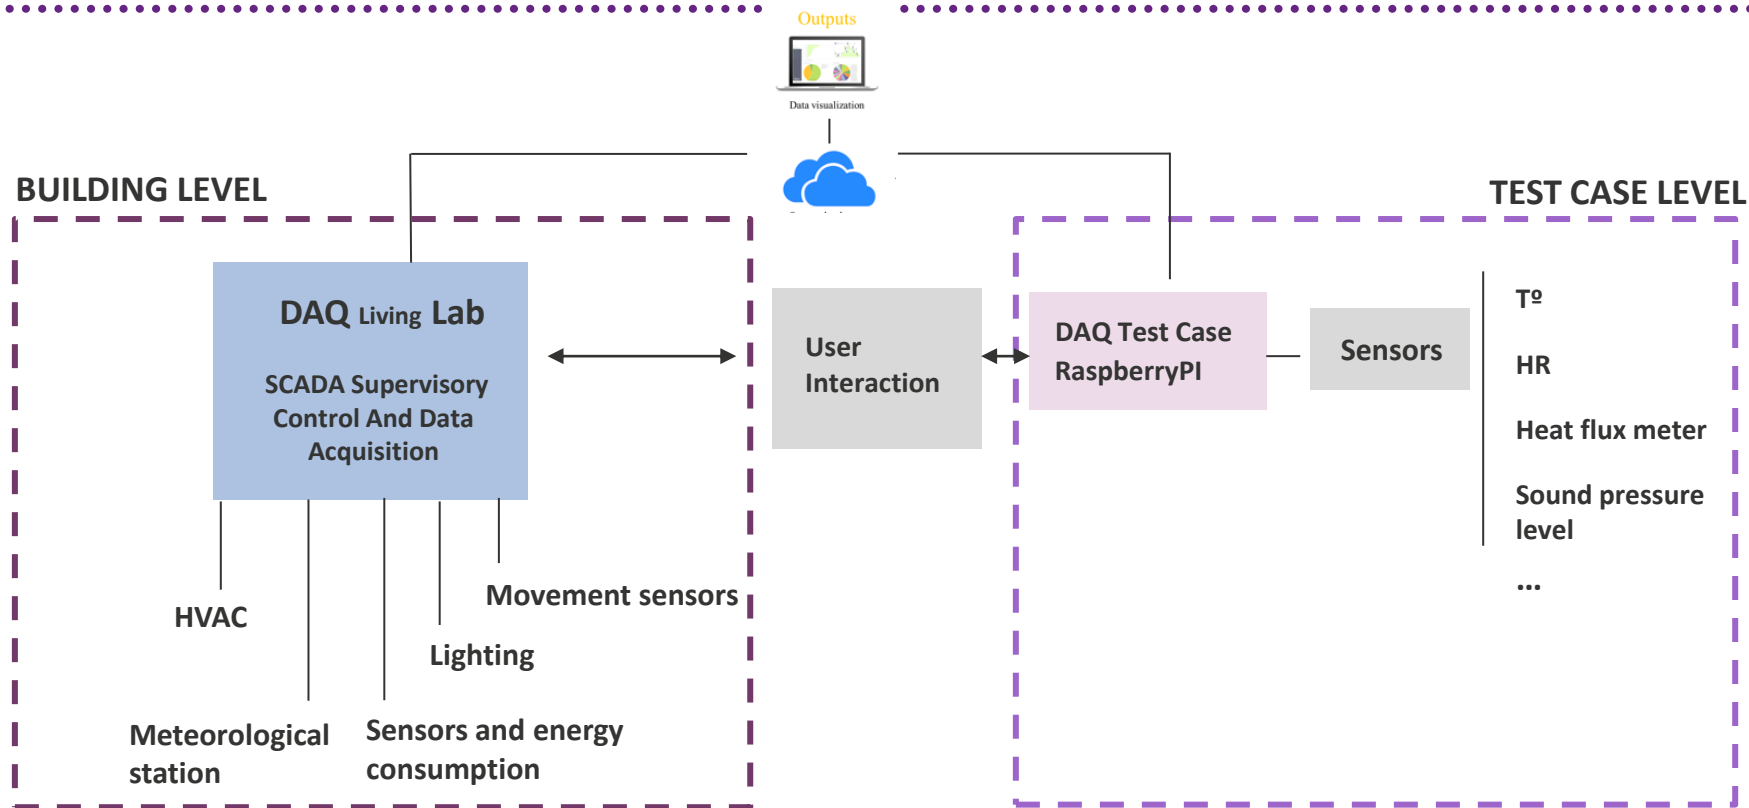 Outputs
Data visualization
BUILDING LEVEL
TEST CASE LEVEL
DAQ Living Lab
SCADA Supervisory
Control And Data
Acquisition
User
Interaction
DAQ Test Case
RaspberryPI
Sensors
Tº
HR
Heat flux meter
Sound pressure
level
...
HVAC
Movement sensors
Lighting
Meteorological
station
Sensors and energy
consumption